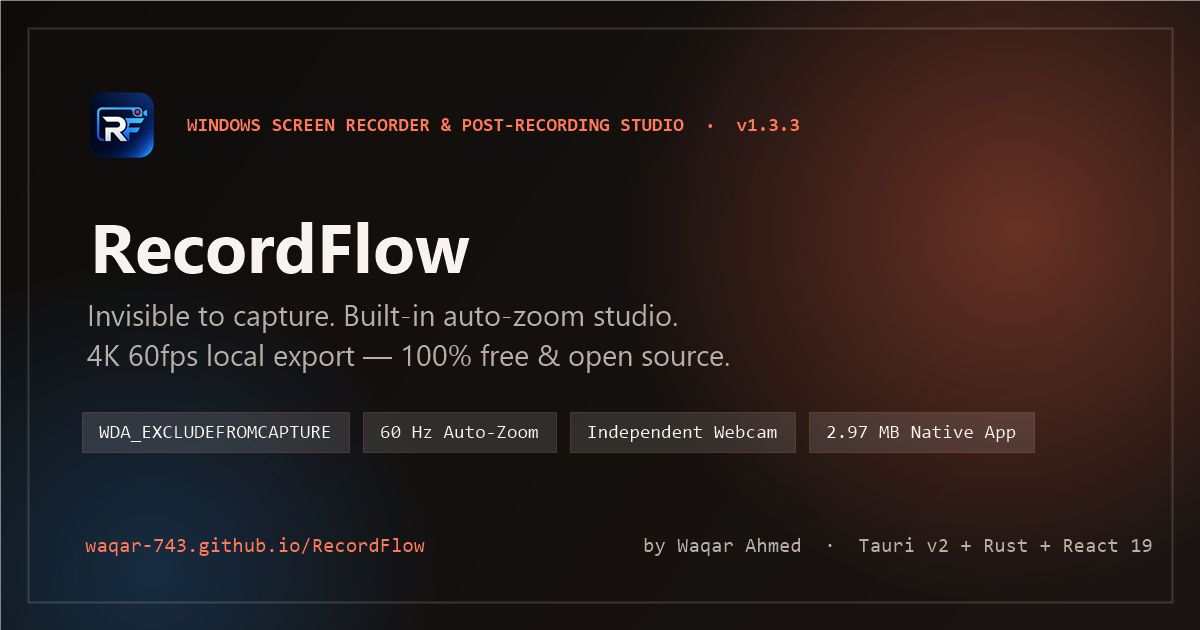 RF
WINDOWS SCREEN RECORDER & POST-RECORDING STUDIO · v1.3.3
RecordFlow
Invisible to capture. Built-in auto-zoom studio.
4K 60fps local export — 100% free & open source.
WDA_EXCLUDEFROMCAPTURE
60 Hz Auto-Zoom
Independent Webcam
2.97 MB Native App
waqar-743.github.io/RecordFlow
by Waqar Ahmed · Tauri v2 + Rust + React 19